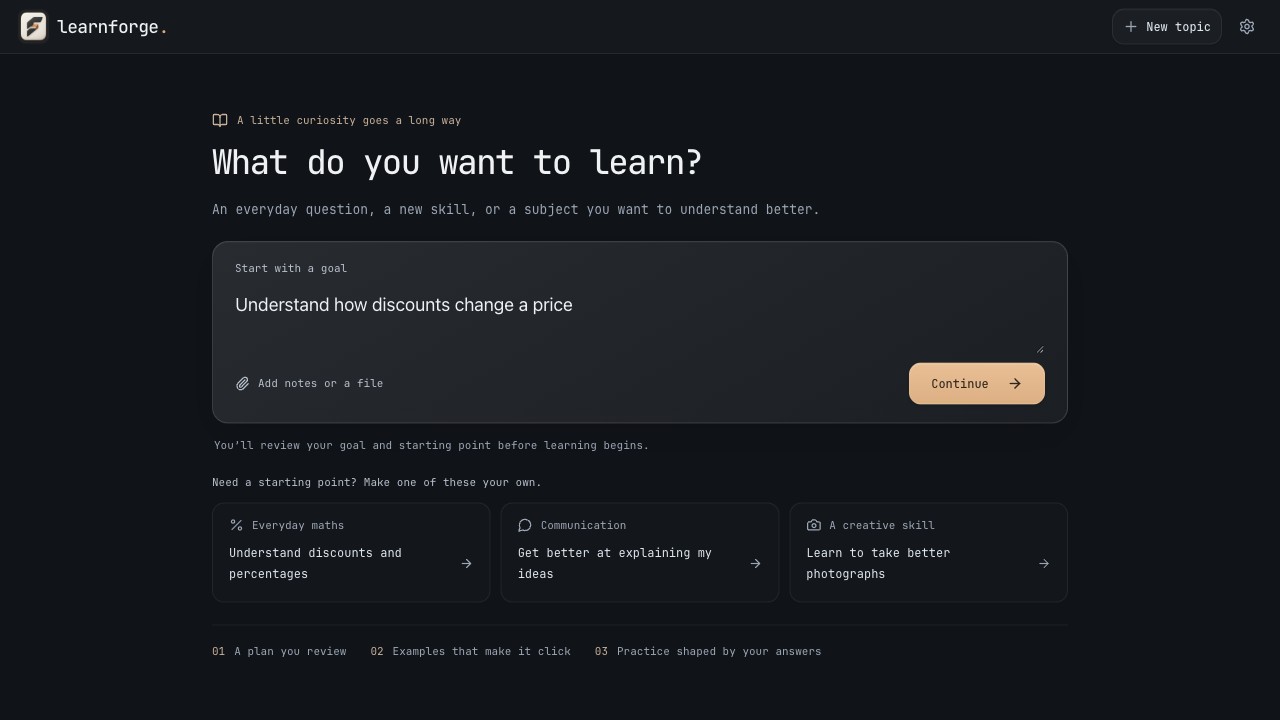 learnforge.
New topic
A little curiosity goes a long way
What do you want to learn?
An everyday question, a new skill, or a subject you want to understand better.
Start with a goal
Understand how discounts change a price
Add notes or a file
Continue
You’ll review your goal and starting point before learning begins.
Need a starting point? Make one of these your own.
Everyday maths
Understand discounts and
percentages
Communication
Get better at explaining my
ideas
A creative skill
Learn to take better
photographs
01 A plan you review
02 Examples that make it click
03 Practice shaped by your answers